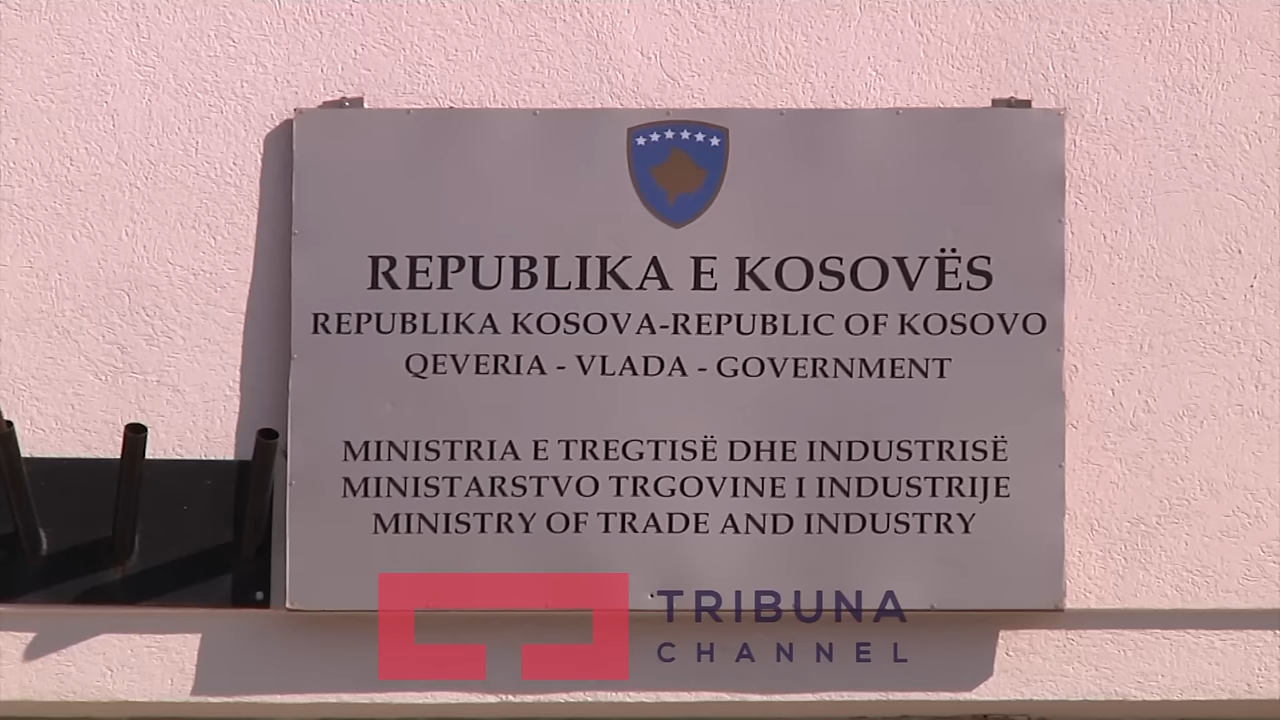 REPUBLIKA E KOSOVËS
REPUBLIKA KOSOVA-REPUBLIC OF KOSOVO
QEVERIA - VLADA - GOVERNMENT
MINISTRIA E TREGTISË DHE INDUSTRISË
MINISTARSTVO TRGOVINE I INDUSTRIJE
MINISTRY OF TRADE AND INDUSTRY
TRIBUNA
CHANNEL